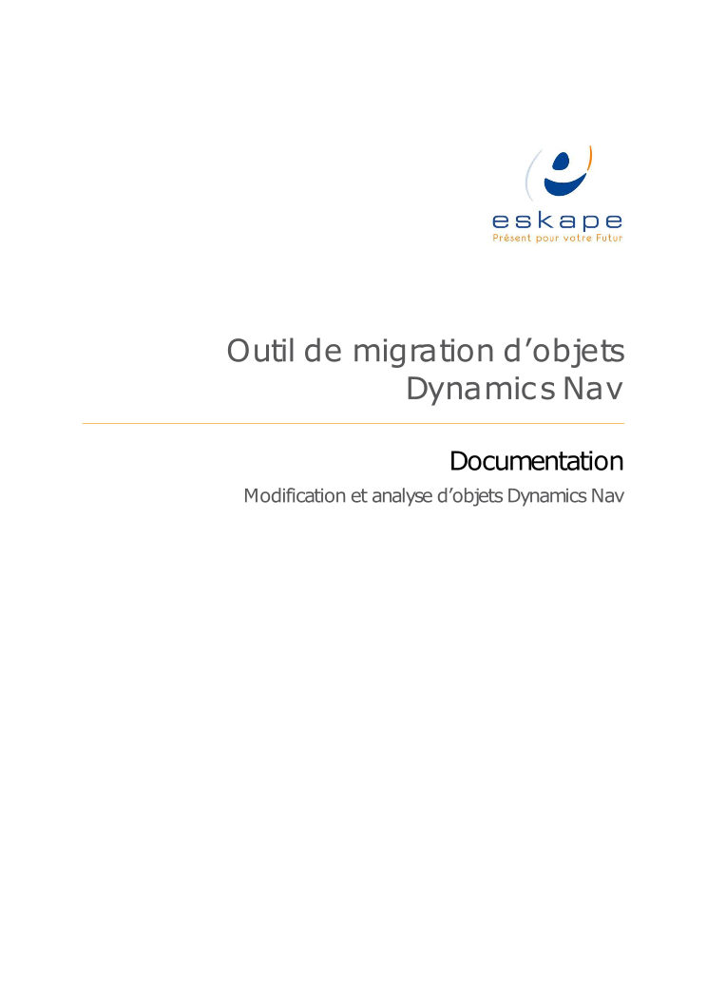 eskape
Présent pour votre Futur
Outil de migration d’objets
Dynamics Nav
Documentation
Modification et analyse d’objets Dynamics Nav